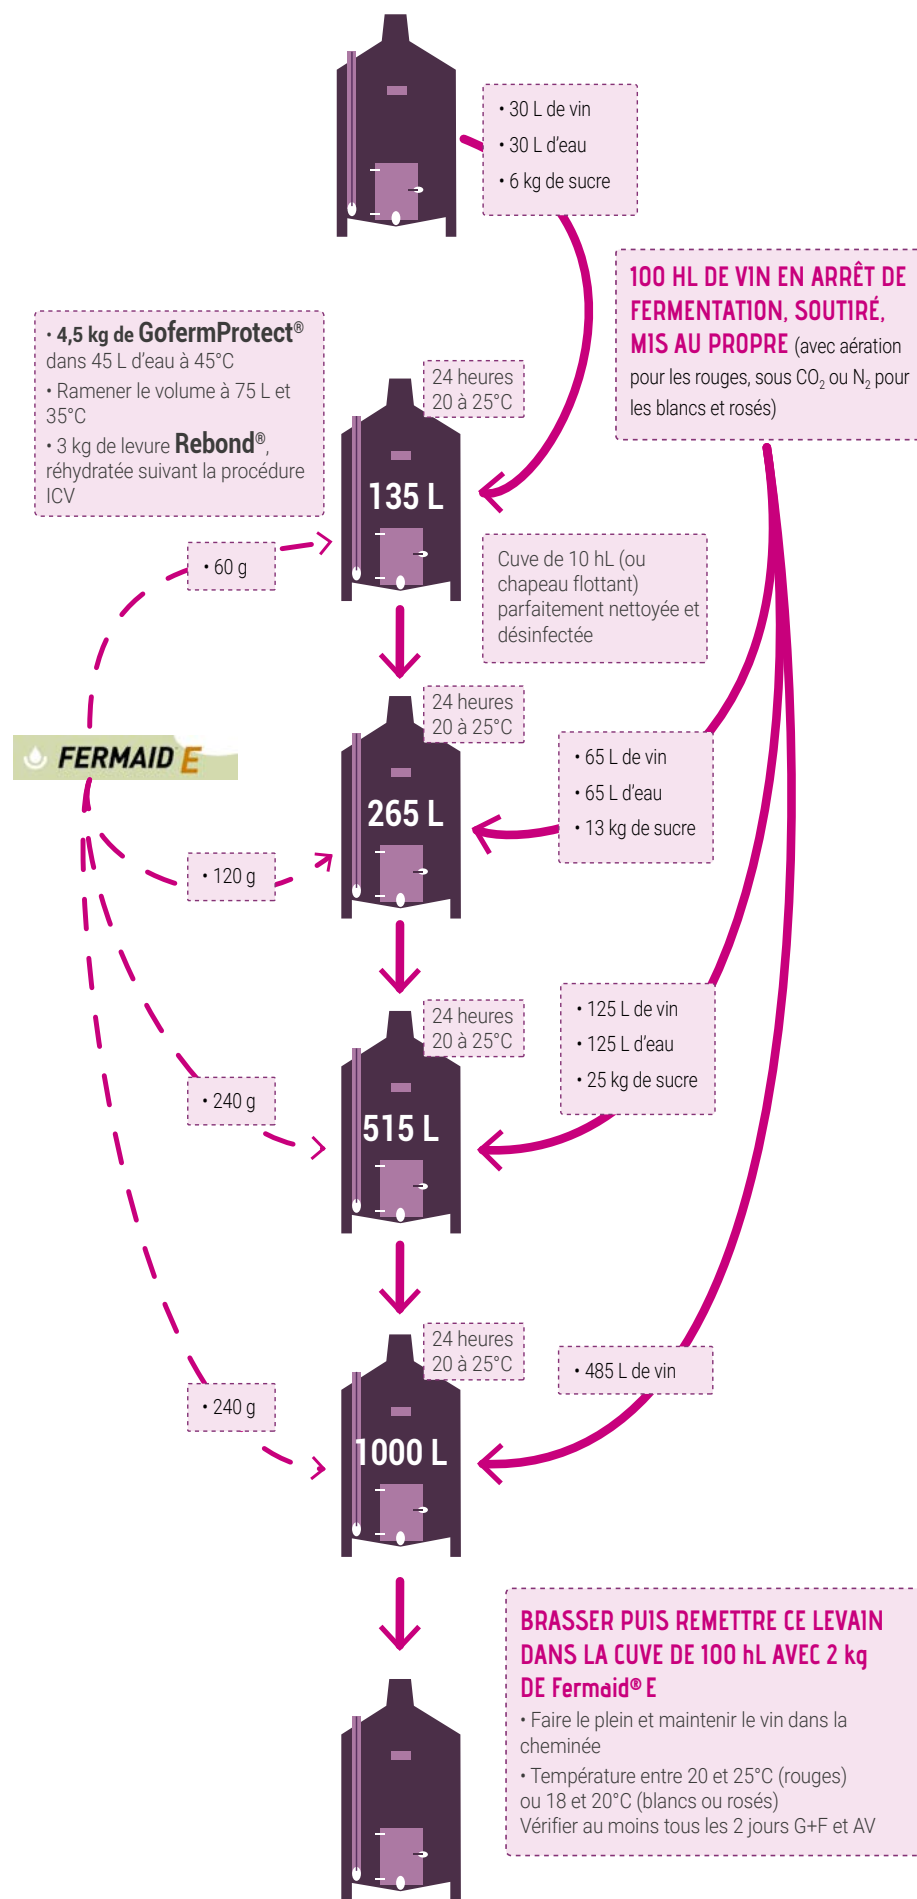 • 30 L de vin
• 30 L d'eau
• 6 kg de sucre
100 HL DE VIN EN ARRÊT DE
FERMENTATION, SOUTIRÉ,
MIS AU PROPRE (avec aération
pour les rouges, sous CO₂ ou N₂ pour
les blancs et rosés)
• 4,5 kg de GofermProtect®
dans 45 L d'eau à 45°C
• Ramener le volume à 75 L et
35°C
• 3 kg de levure Rebond®,
réhydratée suivant la procédure
ICV
24 heures
20 à 25°C
135 L
• 60 g
Cuve de 10 hL (ou
chapeau flottant)
parfaitement nettoyée et
désinfectée
24 heures
20 à 25°C
FERMAID E
265 L
• 65 L de vin
• 65 L d'eau
• 13 kg de sucre
• 120 g
24 heures
20 à 25°C
515 L
• 125 L de vin
• 125 L d'eau
• 25 kg de sucre
• 240 g
24 heures
20 à 25°C
• 485 L de vin
• 240 g
1000 L
BRASSER PUIS REMETTRE CE LEVAIN
DANS LA CUVE DE 100 hL AVEC 2 kg
DE Fermaid® E
• Faire le plein et maintenir le vin dans la
cheminée
• Température entre 20 et 25°C (rouges)
ou 18 et 20°C (blancs ou rosés)
Vérifier au moins tous les 2 jours G+F et AV